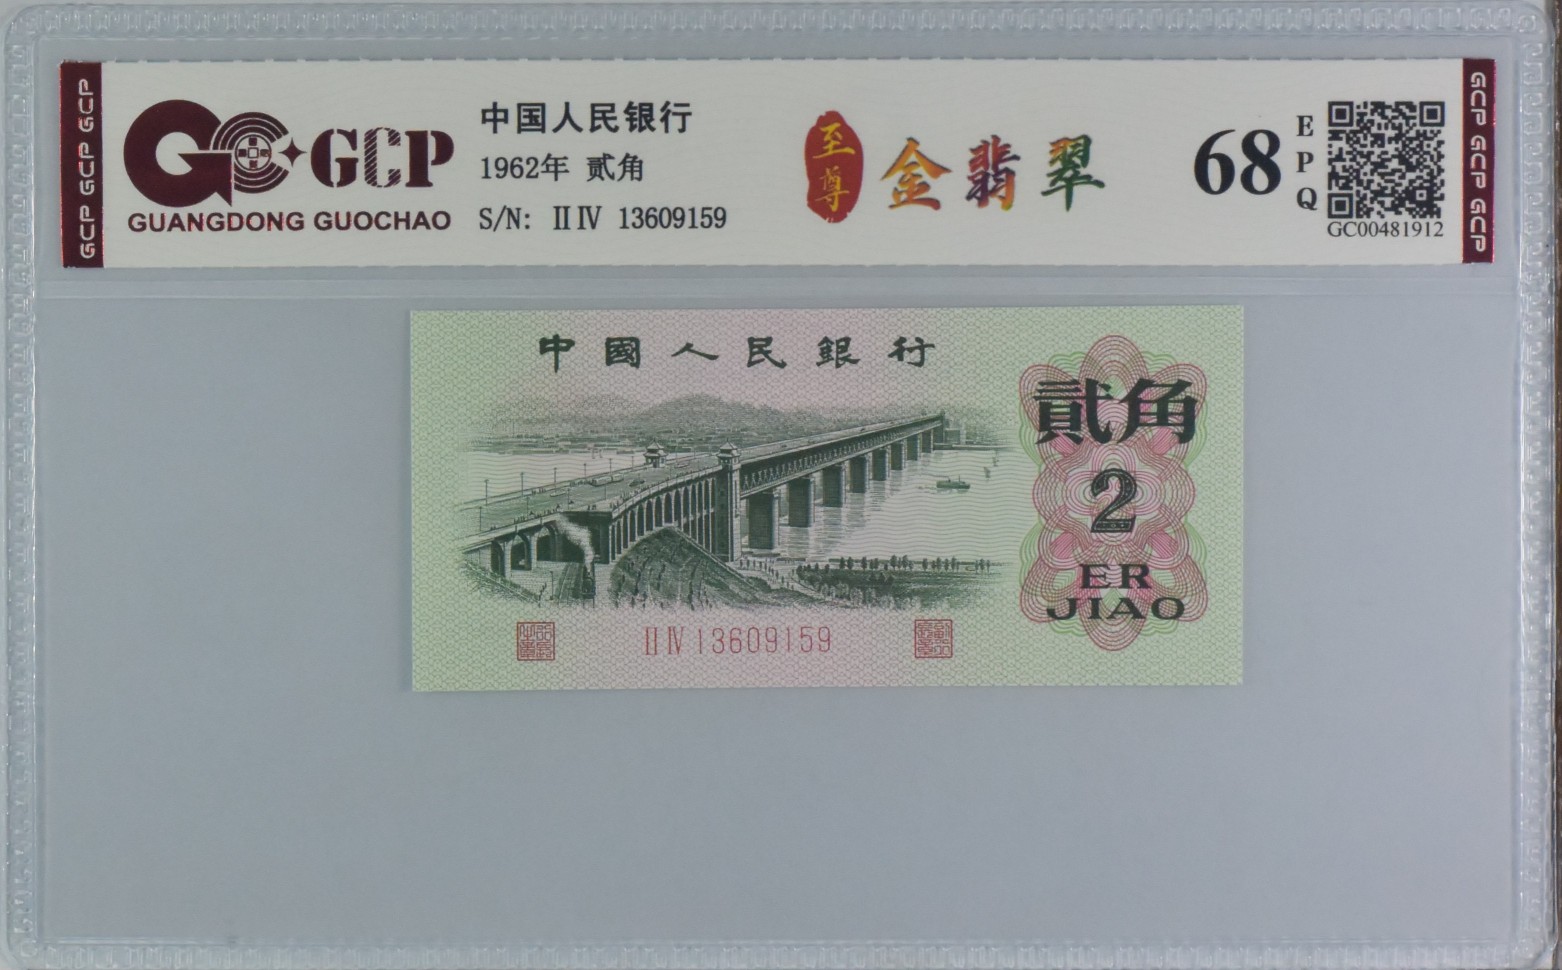 GCP GCP GCP
GCP
GUANGDONG GUOCHAO
中国人民银行
1962年 贰角
S/N: ⅡⅣ 13609159
至尊
金翡翠
68
EPQ
GC00481912
GCP GCP GCP
中國人民銀行
貳角
2
ER
JIAO
ⅡⅣ 13609159